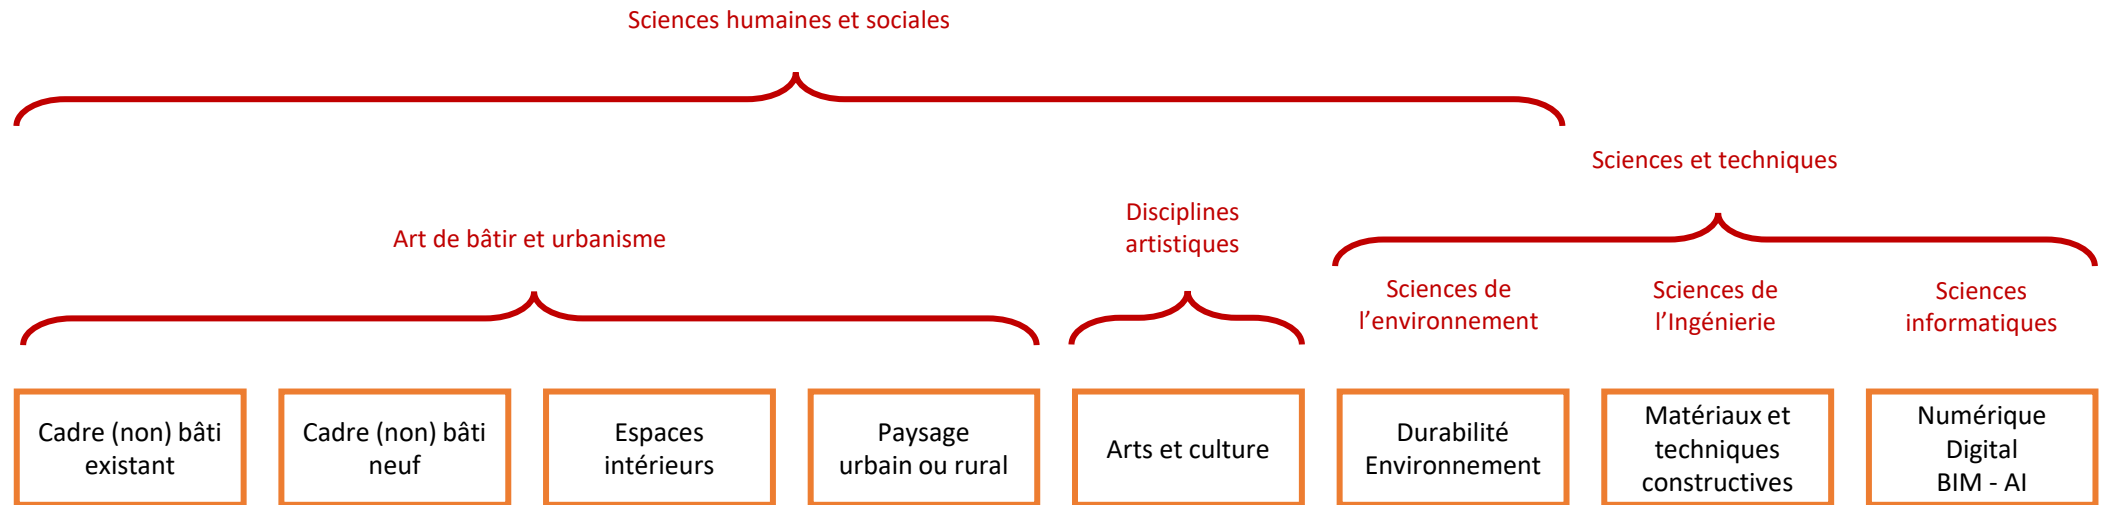 Sciences humaines et sociales
Sciences et techniques
Art de bâtir et urbanisme
Disciplines
artistiques
Sciences de
l’environnement
Sciences de
l’Ingénierie
Sciences
informatiques
Cadre (non) bâti
existant
Cadre (non) bâti
neuf
Espaces
intérieurs
Paysage
urbain ou rural
Arts et culture
Durabilité
Environnement
Matériaux et
techniques
constructives
Numérique
Digital
BIM - AI